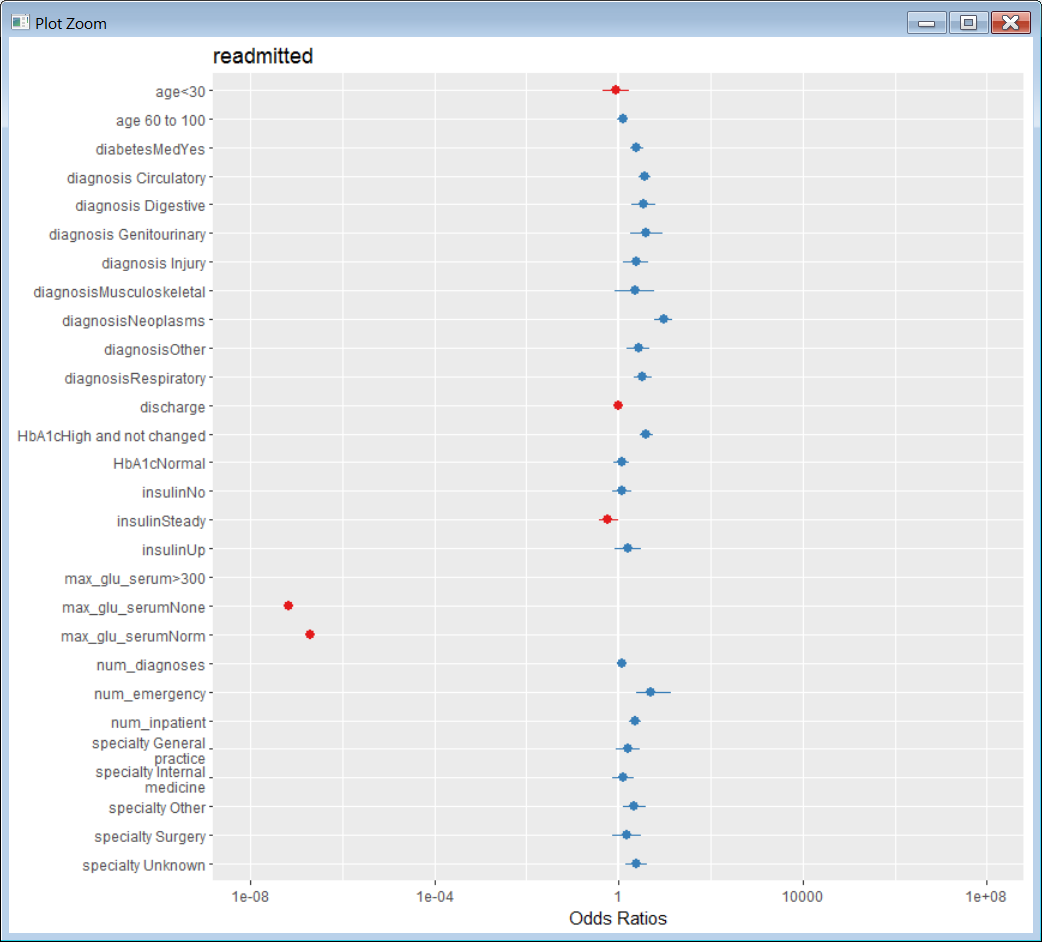 Plot Zoom
readmitted
age<30
age 60 to 100
diabetesMedYes
diagnosis Circulatory
diagnosis Digestive
diagnosis Genitourinary
diagnosis Injury
diagnosisMusculoskeletal
diagnosisNeoplasms
diagnosisOther
diagnosisRespiratory
discharge
HbA1cHigh and not changed
HbA1cNormal
insulinNo
insulinSteady
insulinUp
max_glu_serum>300
max_glu_serumNone
max_glu_serumNorm
num_diagnoses
num_emergency
num_inpatient
specialty General
practice
specialty Internal
medicine
specialty Other
specialty Surgery
specialty Unknown
1e-08 1e-04 1 10000 1e+08
Odds Ratios